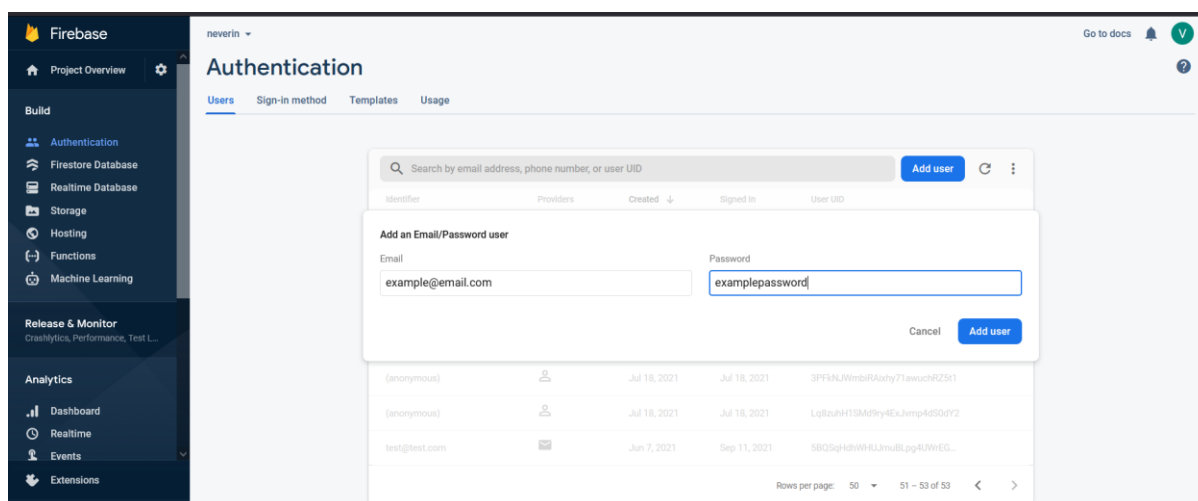 Firebase
neverin
Go to docs
V
Project Overview
Authentication
Users Sign-in method Templates Usage
Build
Authentication
Firestore Database
Realtime Database
Storage
Hosting
Functions
Machine Learning
Release & Monitor
Crashlytics, Performance, Test L...
Analytics
Dashboard
Realtime
Events
Extensions
Search by email address, phone number, or user UID Add user
Identifier Providers Created Signed In User UID
Add an Email/Password user
Email Password
example@email.com examplepassword
Cancel Add user
(anonymous) Jul 18, 2021 Jul 18, 2021
(anonymous) Jul 18, 2021 Jul 18, 2021
test@test.com Jun 7, 2021 Sep 11, 2021
Rows per page: 50 51 – 53 of 53